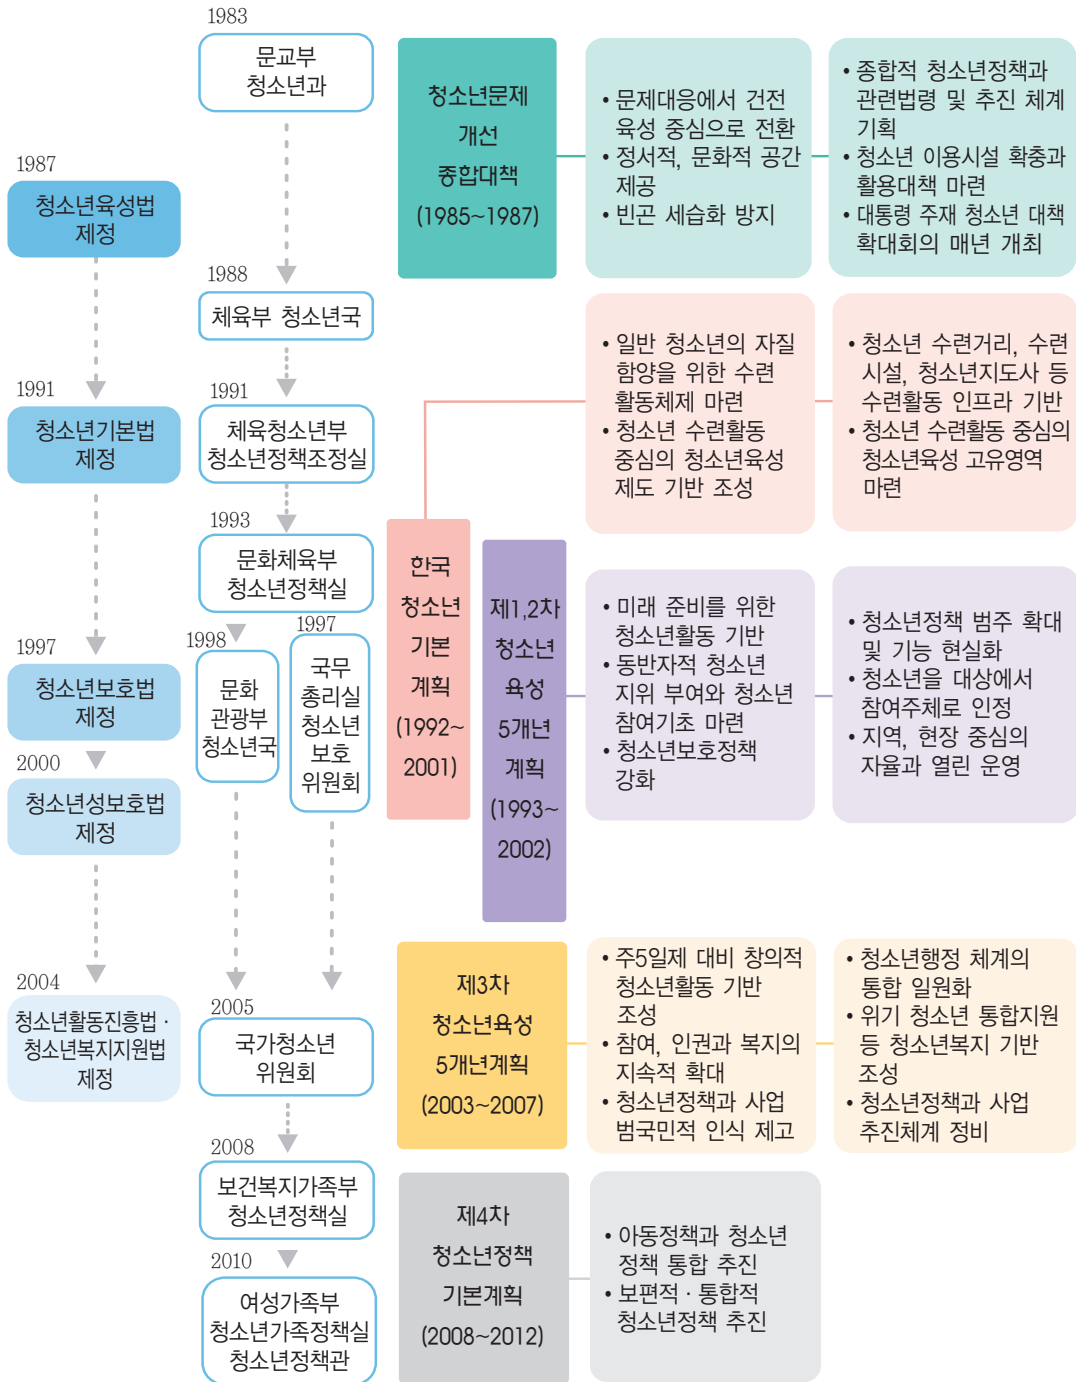 1983
문교부
청소년과
1987
청소년육성법
제정
1988
체육부 청소년국
1991
청소년기본법
제정
1991
체육청소년부
청소년정책조정실
1993
문화체육부
청소년정책실
1998
문화
관광부
청소년국
1997
국무
총리실
청소년
보호
위원회
1997
청소년보호법
제정
2000
청소년성보호법
제정
2004
청소년활동진흥법 ·
청소년복지지원법
제정
2005
국가청소년
위원회
2008
보건복지가족부
청소년정책실
2010
여성가족부
청소년가족정책실
청소년정책관
청소년문제
개선
종합대책
(1985~1987)
• 문제대응에서 건전
육성 중심으로 전환
• 정서적, 문화적 공간
제공
• 빈곤 세습화 방지
• 종합적 청소년정책과
관련법령 및 추진 체계
기획
• 청소년 이용시설 확충과
활용대책 마련
• 대통령 주재 청소년 대책
확대회의 매년 개최
한국
청소년
기본
계획
(1992~
2001)
• 일반 청소년의 자질
함양을 위한 수련
활동체제 마련
• 청소년 수련활동
중심의 청소년육성
제도 기반 조성
• 청소년 수련거리, 수련
시설, 청소년지도사 등
수련활동 인프라 기반
• 청소년 수련활동 중심의
청소년육성 고유영역
마련
제1,2차
청소년
육성
5개년
계획
(1993~
2002)
• 미래 준비를 위한
청소년활동 기반
• 동반자적 청소년
지위 부여와 청소년
참여기초 마련
• 청소년보호정책
강화
• 청소년정책 범주 확대
및 기능 현실화
• 청소년을 대상에서
참여주체로 인정
• 지역, 현장 중심의
자율과 열린 운영
제3차
청소년육성
5개년계획
(2003~2007)
• 주5일제 대비 창의적
청소년활동 기반
조성
• 참여, 인권과 복지의
지속적 확대
• 청소년정책과 사업
범국민적 인식 제고
• 청소년행정 체계의
통합 일원화
• 위기 청소년 통합지원
등 청소년복지 기반
조성
• 청소년정책과 사업
추진체계 정비
제4차
청소년정책
기본계획
(2008~2012)
• 아동정책과 청소년
정책 통합 추진
• 보편적 · 통합적
청소년정책 추진